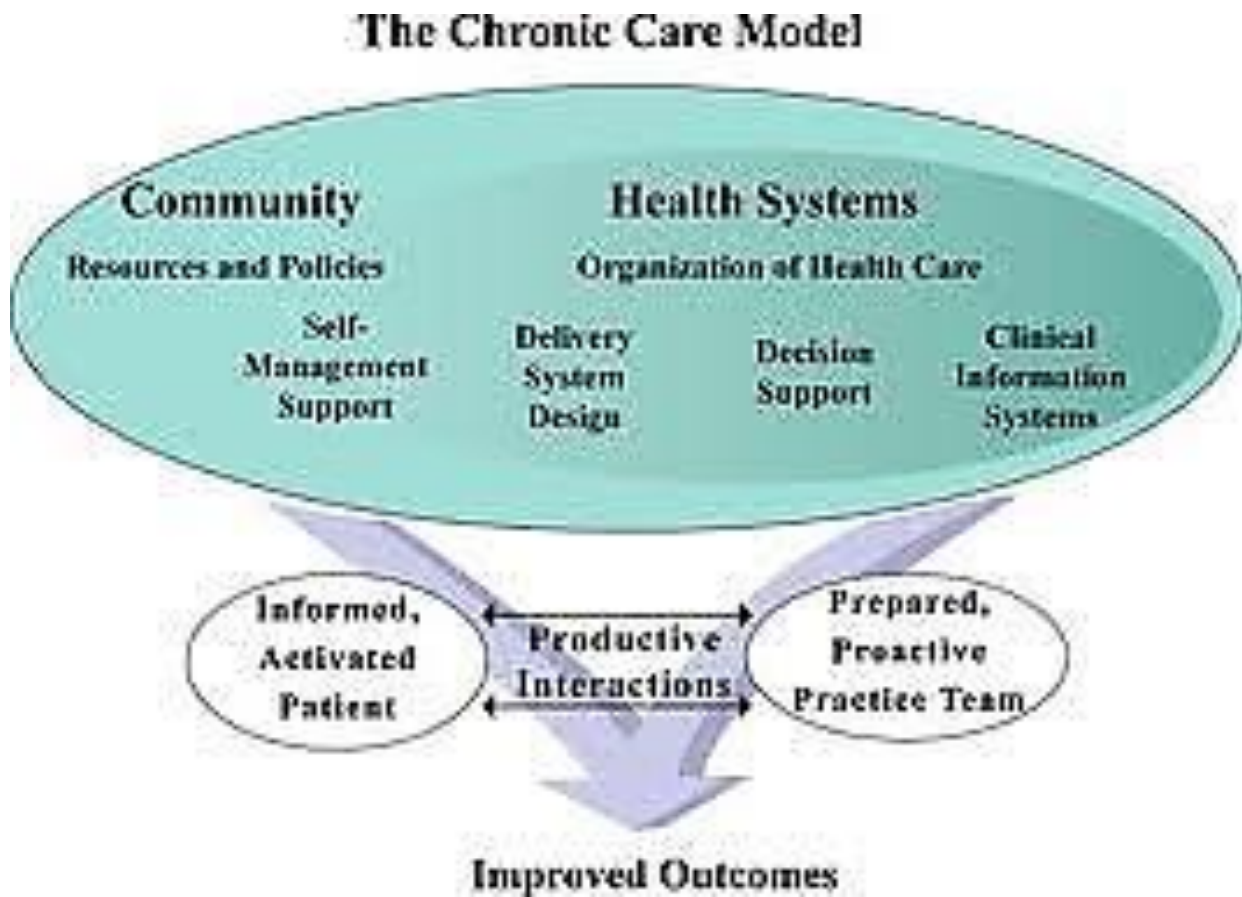 The Chronic Care Model
Community
Health Systems
Resources and Policies
Organization of Health Care
Self-
Management
Support
Delivery
System
Design
Decision
Support
Clinical
Information
Systems
Informed,
Activated
Patient
Productive
Interactions
Prepared,
Proactive
Practice Team
Improved Outcomes